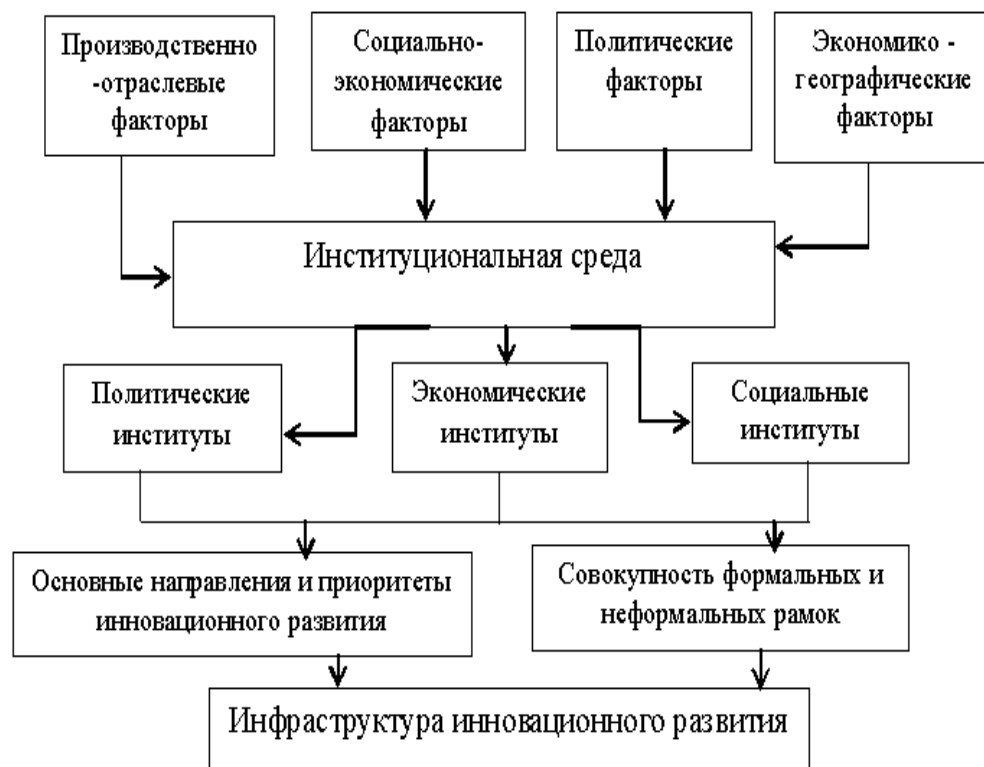 Производственно
-отраслевые
факторы
Социально-
экономические
факторы
Политические
факторы
Экономико -
географические
факторы
Институциональная среда
Политические
институты
Экономические
институты
Социальные
институты
Основные направления и приоритеты
инновационного развития
Совокупность формальных и
неформальных рамок
Инфраструктура инновационного развития